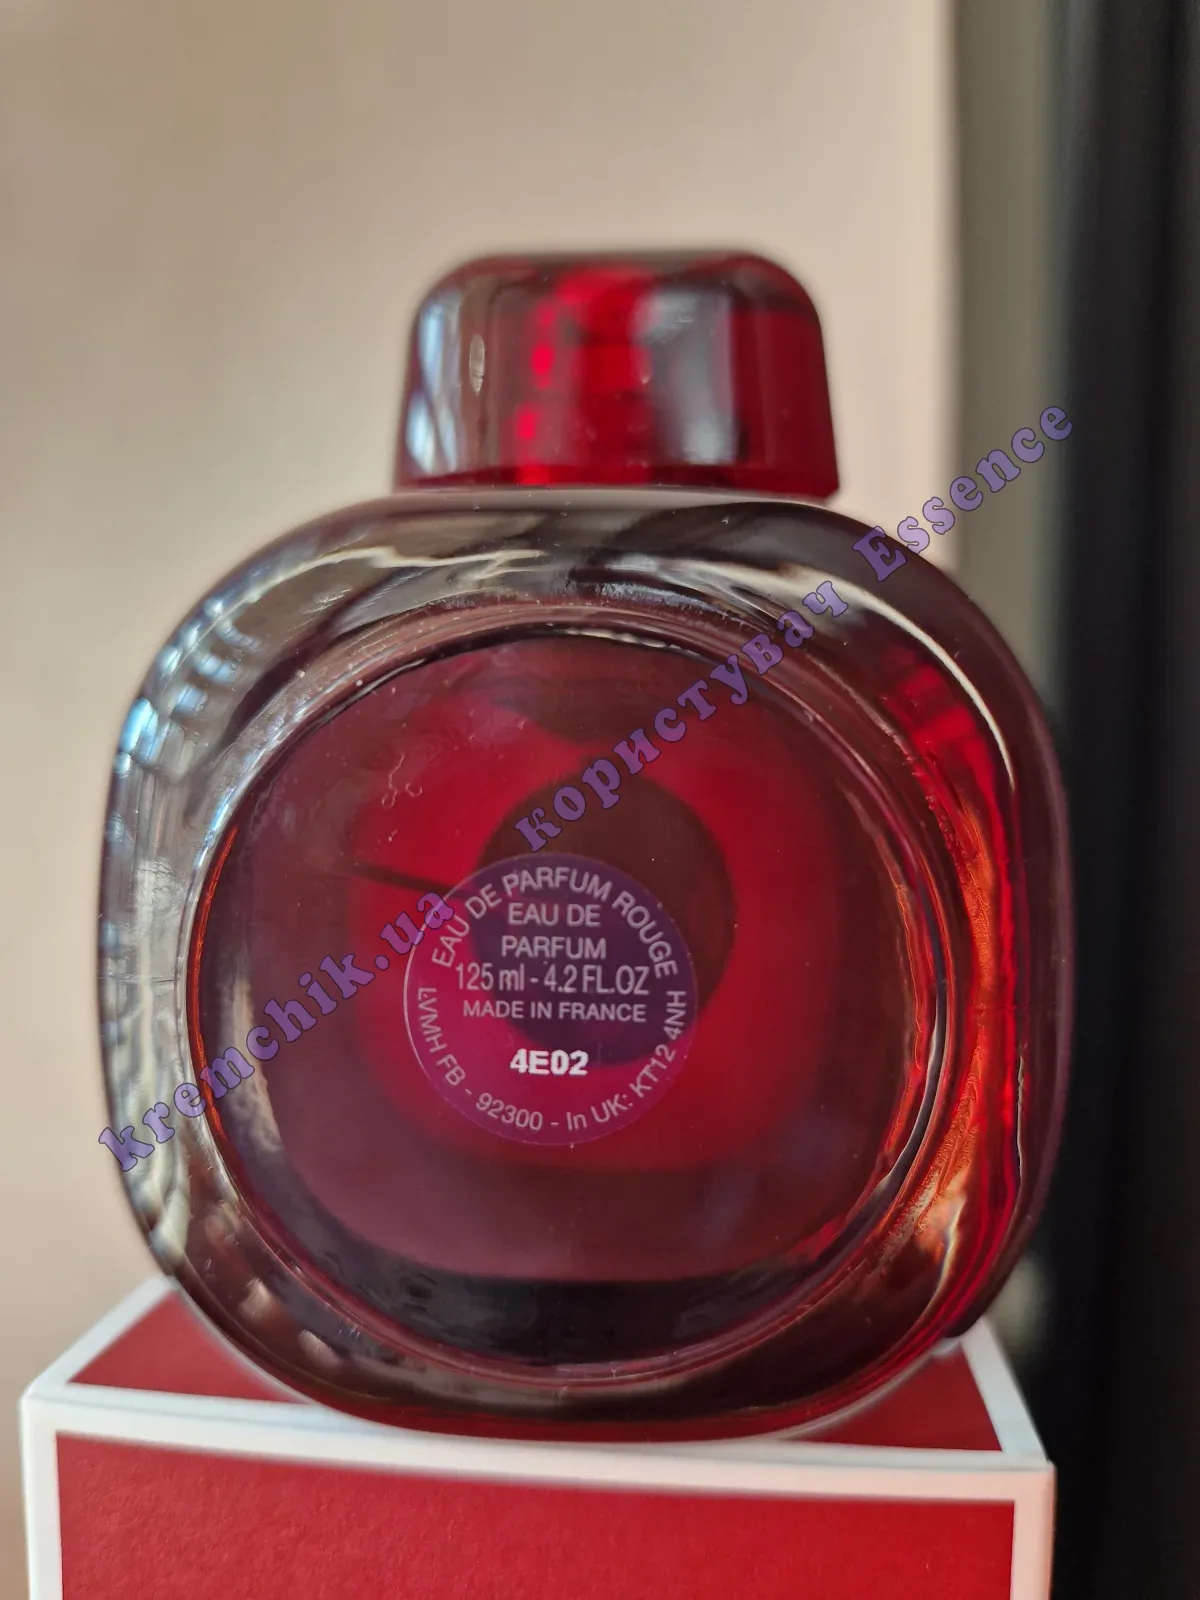 EAU DE PARFUM ROUGE
EAU DE
PARFUM
125 ml - 4.2 FL.OZ
MADE IN FRANCE
4E02
LVMH FB - 92300 - In UK: KT12 4NH
kremchik.ua користувач Essence